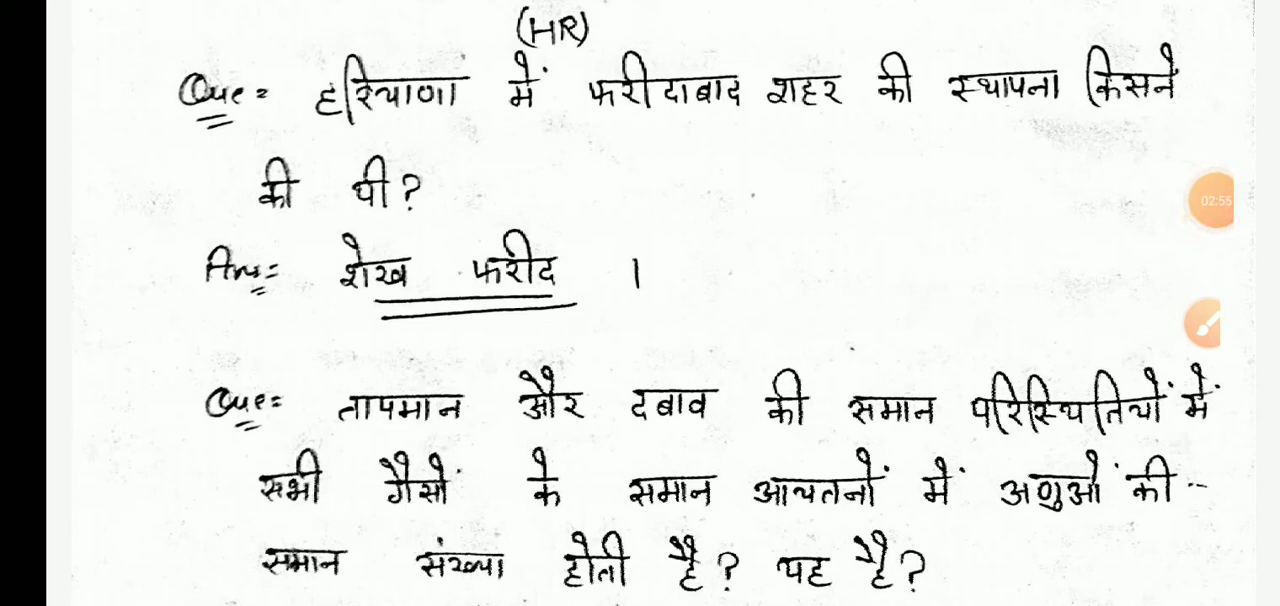 (HR)
Que= हरियाणा में फरीदाबाद शहर की स्थापना किसने
की थी?
02:55
Ans= शेख फरीद ।
Que= तापमान और दबाव की समान परिस्थितियों में
सभी गैसों के समान आयतनों में अणुओं की --
समान संख्या होती है? यह है?